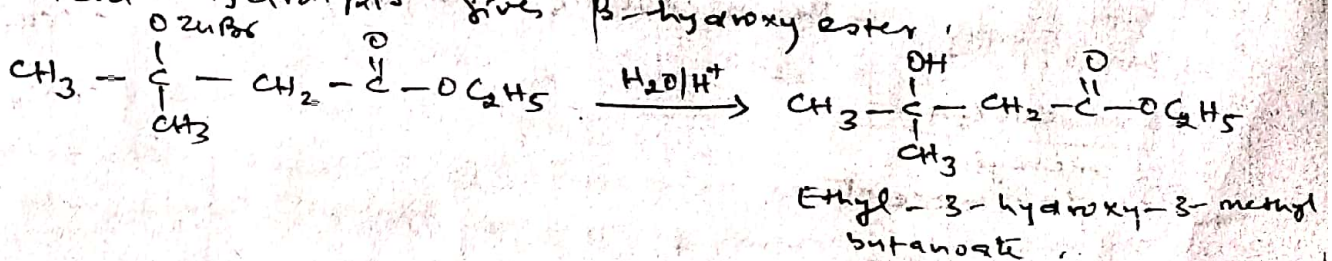 gives β-hydroxy ester.
OZnBr O OH O
CH3 - C - CH2 - C - OC2H5 H2O/H+ CH3 - C - CH2 - C - OC2H5
CH3 CH3
Ethyl-3-hydroxy-3-methyl
butanoate.